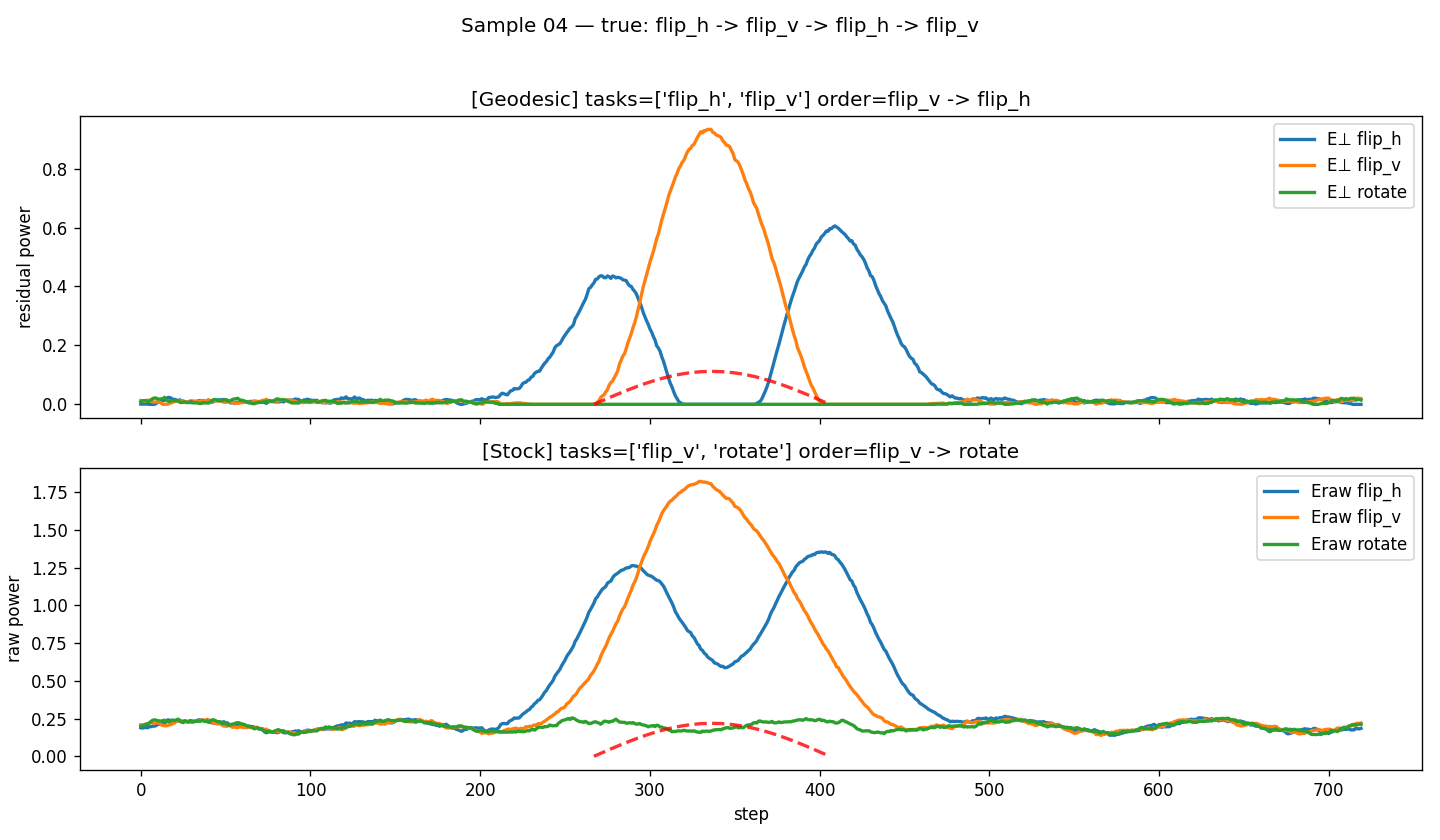 Sample 04 — true: flip_h -> flip_v -> flip_h -> flip_v
[Geodesic] tasks=['flip_h', 'flip_v'] order=flip_v -> flip_h
residual power
0.8
0.6
0.4
0.2
0.0
E⊥ flip_h
E⊥ flip_v
E⊥ rotate
[Stock] tasks=['flip_v', 'rotate'] order=flip_v -> rotate
raw power
1.75
1.50
1.25
1.00
0.75
0.50
0.25
0.00
Eraw flip_h
Eraw flip_v
Eraw rotate
0 100 200 300 400 500 600 700
step